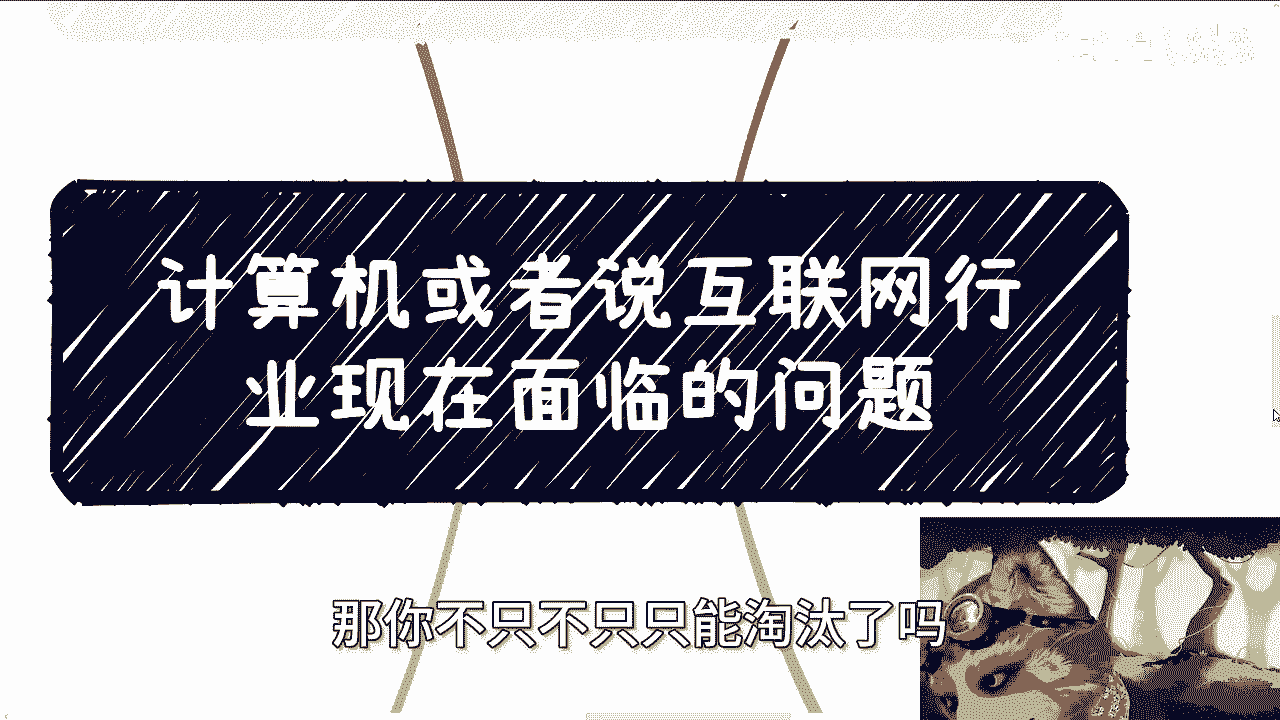 计算机或者说互联网行
业现在面临的问题
那你不只不只只能淘汰了吗